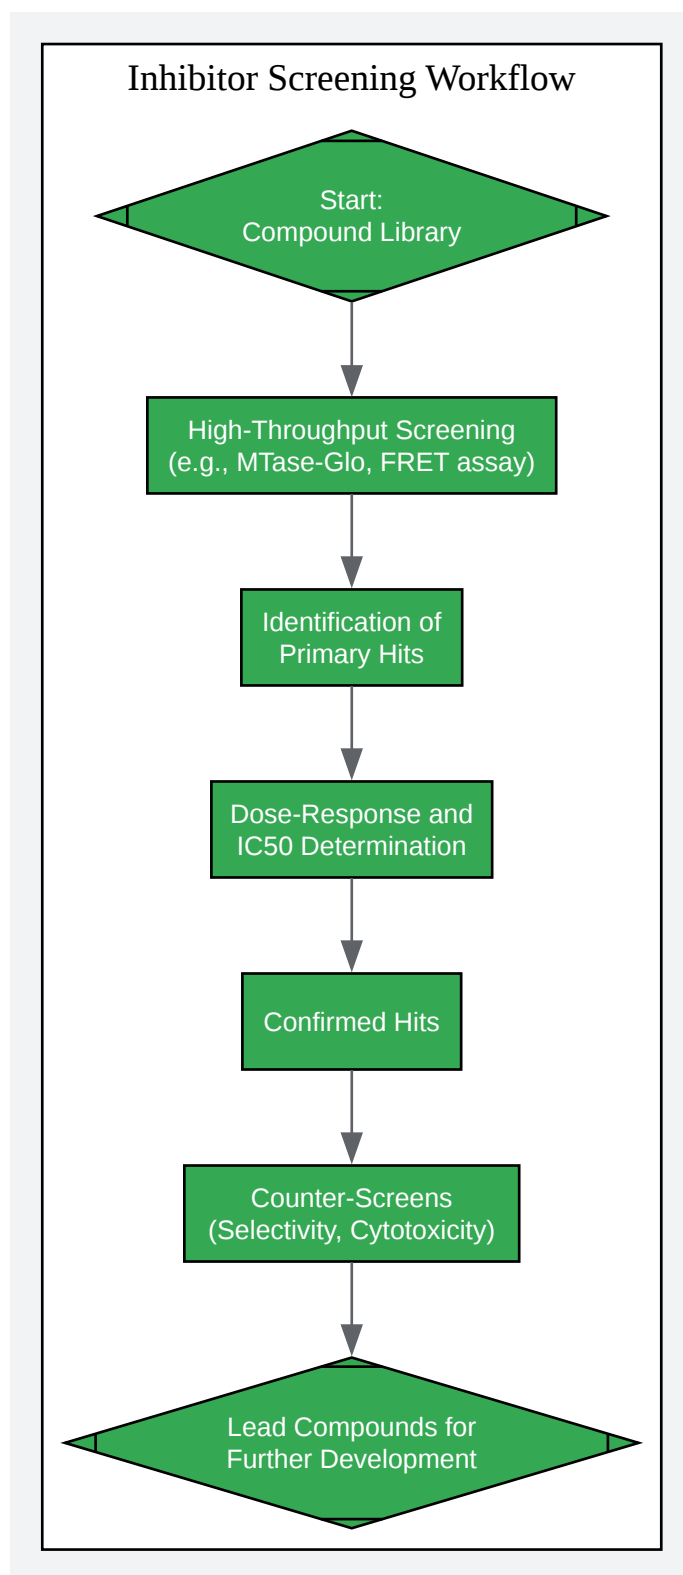 Inhibitor Screening Workflow
Start:
Compound Library
High-Throughput Screening
(e.g., MTase-Glo, FRET assay)
Identification of
Primary Hits
Dose-Response and
IC50 Determination
Confirmed Hits
Counter-Screens
(Selectivity, Cytotoxicity)
Lead Compounds for
Further Development